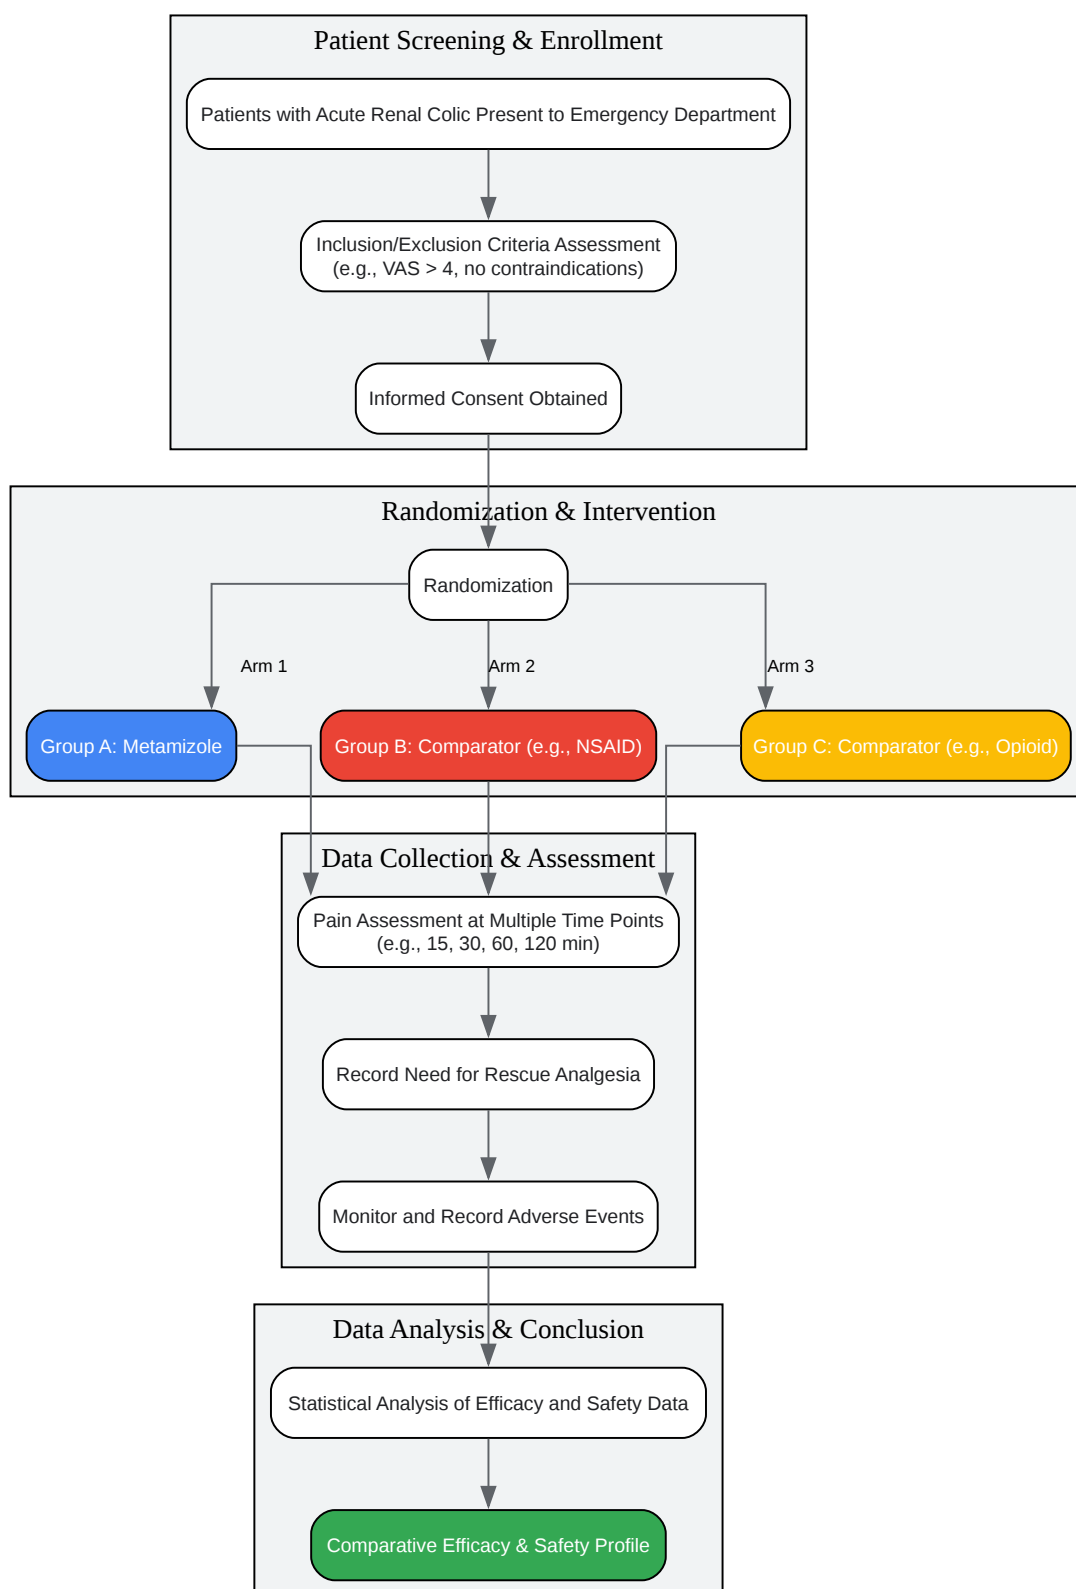 Patient Screening & Enrollment
Patients with Acute Renal Colic Present to Emergency Department
Inclusion/Exclusion Criteria Assessment
(e.g., VAS > 4, no contraindications)
Informed Consent Obtained
Randomization & Intervention
Randomization
Arm 1
Arm 2
Arm 3
Group A: Metamizole
Group B: Comparator (e.g., NSAID)
Group C: Comparator (e.g., Opioid)
Data Collection & Assessment
Pain Assessment at Multiple Time Points
(e.g., 15, 30, 60, 120 min)
Record Need for Rescue Analgesia
Monitor and Record Adverse Events
Data Analysis & Conclusion
Statistical Analysis of Efficacy and Safety Data
Comparative Efficacy & Safety Profile